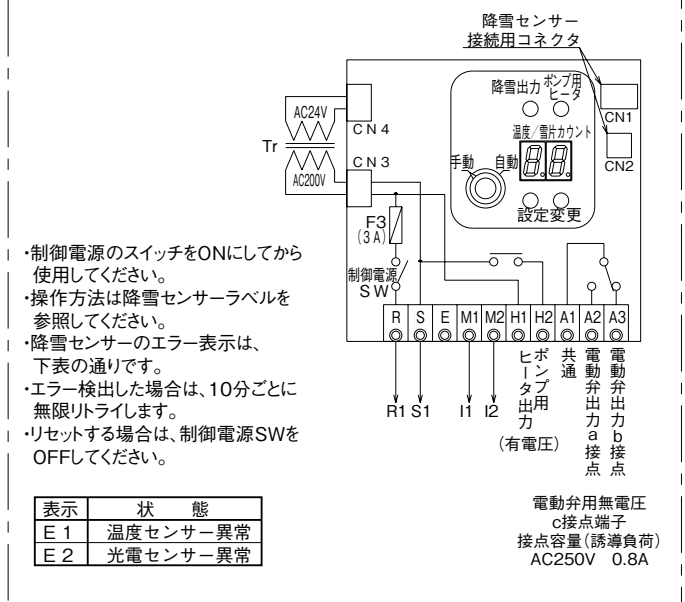 降雪センサー
接続用コネクタ
降雪出力
ポンプ用
ヒータ
CN1
温度/雪片カウント
CN2
手動
自動
8.8.
設定変更
AC24V
CN4
Tr
CN3
AC200V
F3
(3A)
制御電源
SW
R S E M1 M2 H1 H2 A1 A2 A3
R1 S1 I1 I2
ポンプ用
ヒータ出力
(有電圧)
共通
電動弁出力a接点
電動弁出力b接点
・制御電源のスイッチをONにしてから
使用してください。
・操作方法は降雪センサーラベルを
参照してください。
・降雪センサーのエラー表示は、
下表の通りです。
・エラー検出した場合は、10分ごとに
無限リトライします。
・リセットする場合は、制御電源SWを
OFFしてください。
表示 状 態
E1 温度センサー異常
E2 光電センサー異常
電動弁用無電圧
c接点端子
接点容量(誘導負荷)
AC250V 0.8A